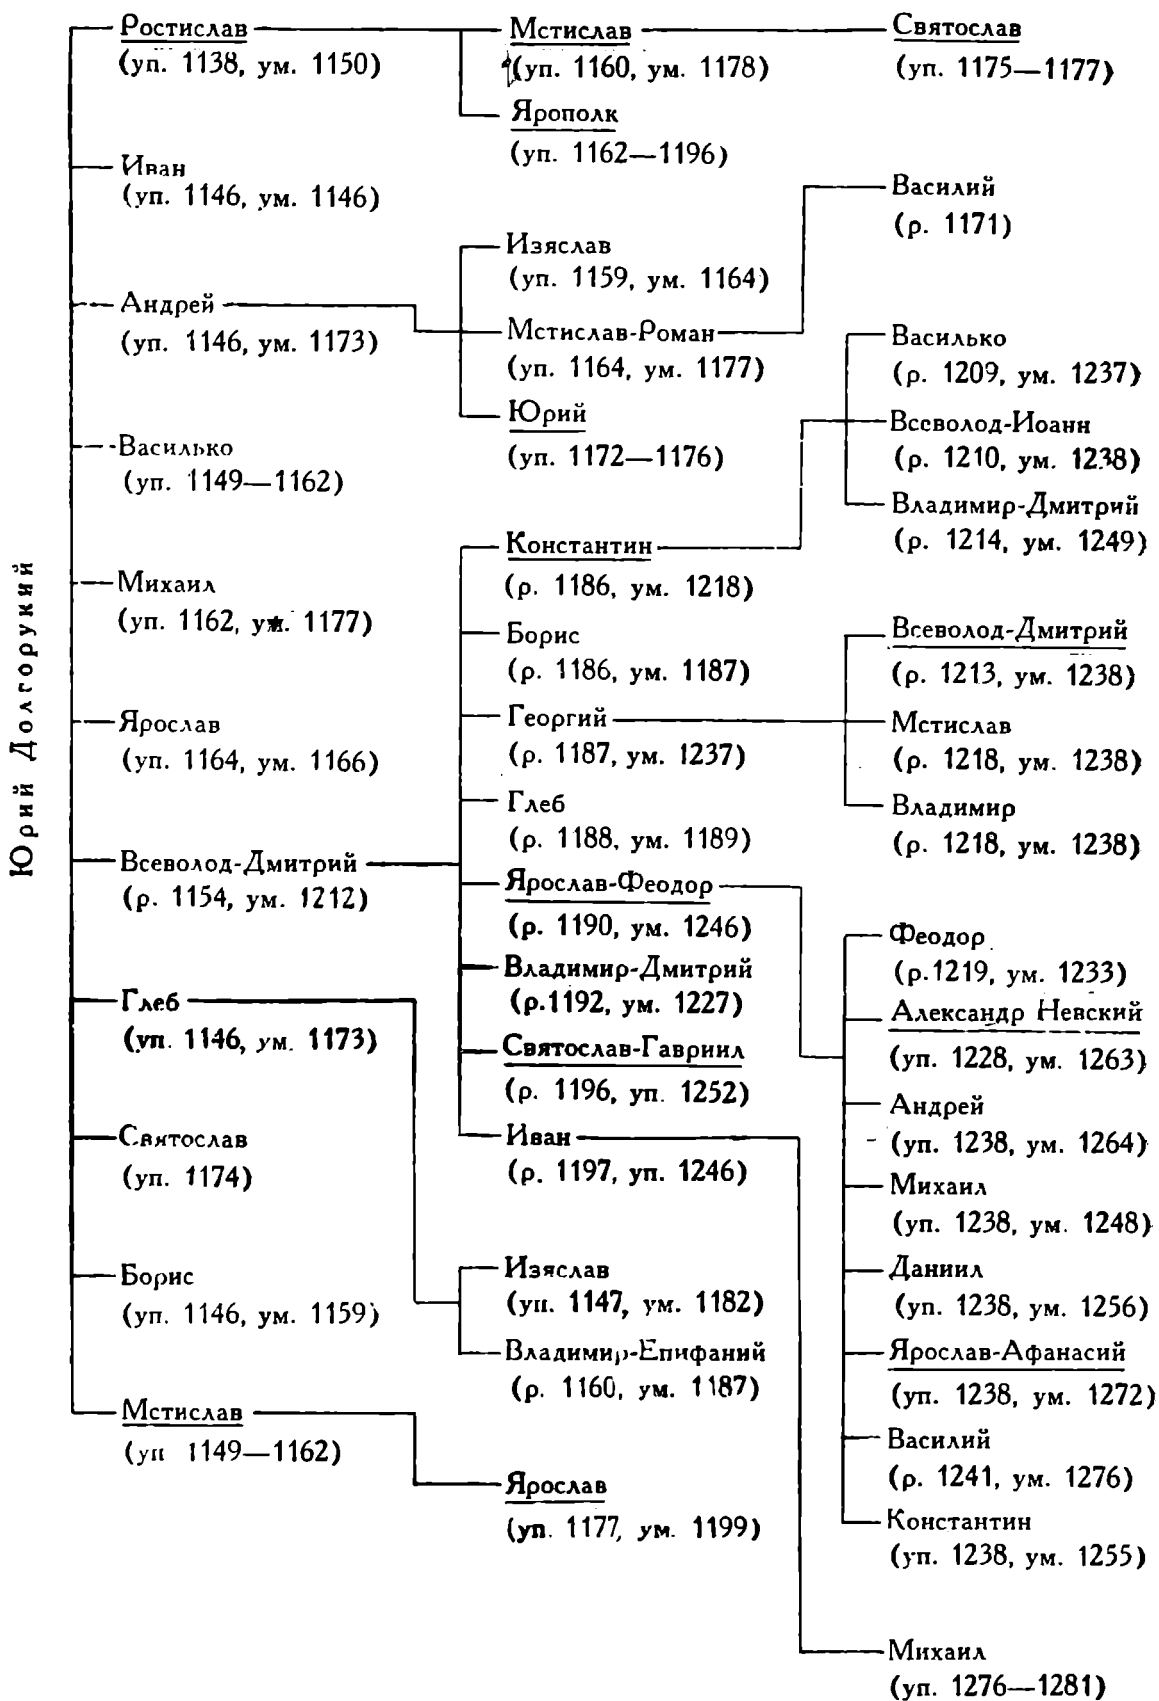 Юрий Долгорукий
Ростислав
(уп. 1138, ум. 1150)
Иван
(уп. 1146, ум. 1146)
Андрей
(уп. 1146, ум. 1173)
Василько
(уп. 1149—1162)
Михаил
(уп. 1162, ум. 1177)
Ярослав
(уп. 1164, ум. 1166)
Всеволод-Дмитрий
(р. 1154, ум. 1212)
Глеб
(уп. 1146, ум. 1173)
Святослав
(уп. 1174)
Борис
(уп. 1146, ум. 1159)
Мстислав
(уп 1149—1162)
Мстислав
(уп. 1160, ум. 1178)
Ярополк
(уп. 1162—1196)
Изяслав
(уп. 1159, ум. 1164)
Мстислав-Роман
(уп. 1164, ум. 1177)
Юрий
(уп. 1172—1176)
Константин
(р. 1186, ум. 1218)
Борис
(р. 1186, ум. 1187)
Георгий
(р. 1187, ум. 1237)
Глеб
(р. 1188, ум. 1189)
Ярослав-Феодор
(р. 1190, ум. 1246)
Владимир-Дмитрий
(р.1192, ум. 1227)
Святослав-Гавриил
(р. 1196, уп. 1252)
Иван
(р. 1197, уп. 1246)
Изяслав
(уп. 1147, ум. 1182)
Владимир-Епифаний
(р. 1160, ум. 1187)
Ярослав
(уп. 1177, ум. 1199)
Святослав
(уп. 1175—1177)
Василий
(р. 1171)
Василько
(р. 1209, ум. 1237)
Всеволод-Иоанн
(р. 1210, ум. 1238)
Владимир-Дмитрий
(р. 1214, ум. 1249)
Всеволод-Дмитрий
(р. 1213, ум. 1238)
Мстислав
(р. 1218, ум. 1238)
Владимир
(р. 1218, ум. 1238)
Феодор
(р.1219, ум. 1233)
Александр Невский
(уп. 1228, ум. 1263)
Андрей
(уп. 1238, ум. 1264)
Михаил
(уп. 1238, ум. 1248)
Даниил
(уп. 1238, ум. 1256)
Ярослав-Афанасий
(уп. 1238, ум. 1272)
Василий
(р. 1241, ум. 1276)
Константин
(уп. 1238, ум. 1255)
Михаил
(уп. 1276—1281)